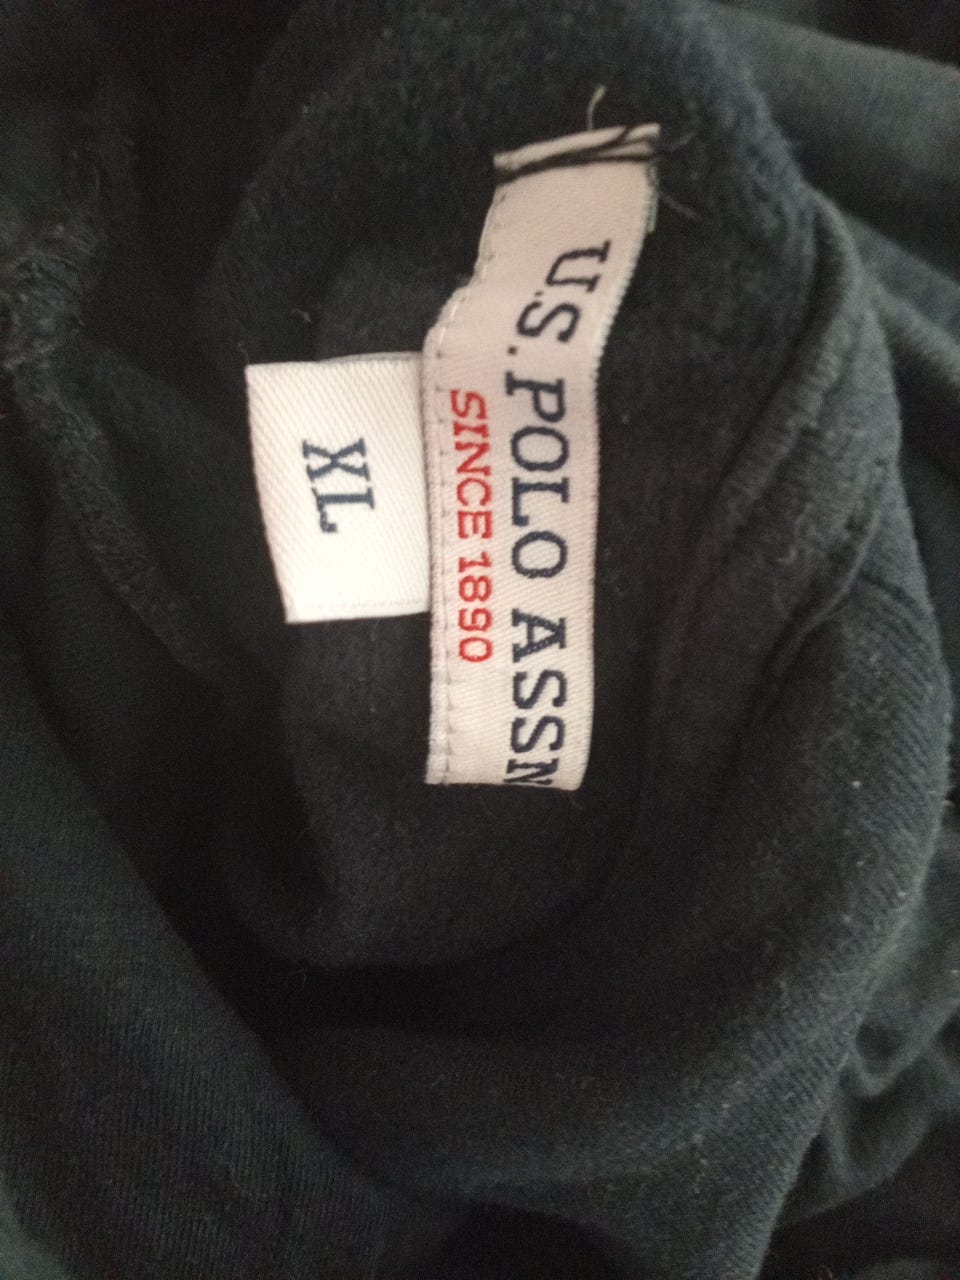 U.S. POLO ASSN
SINCE 1890
XL